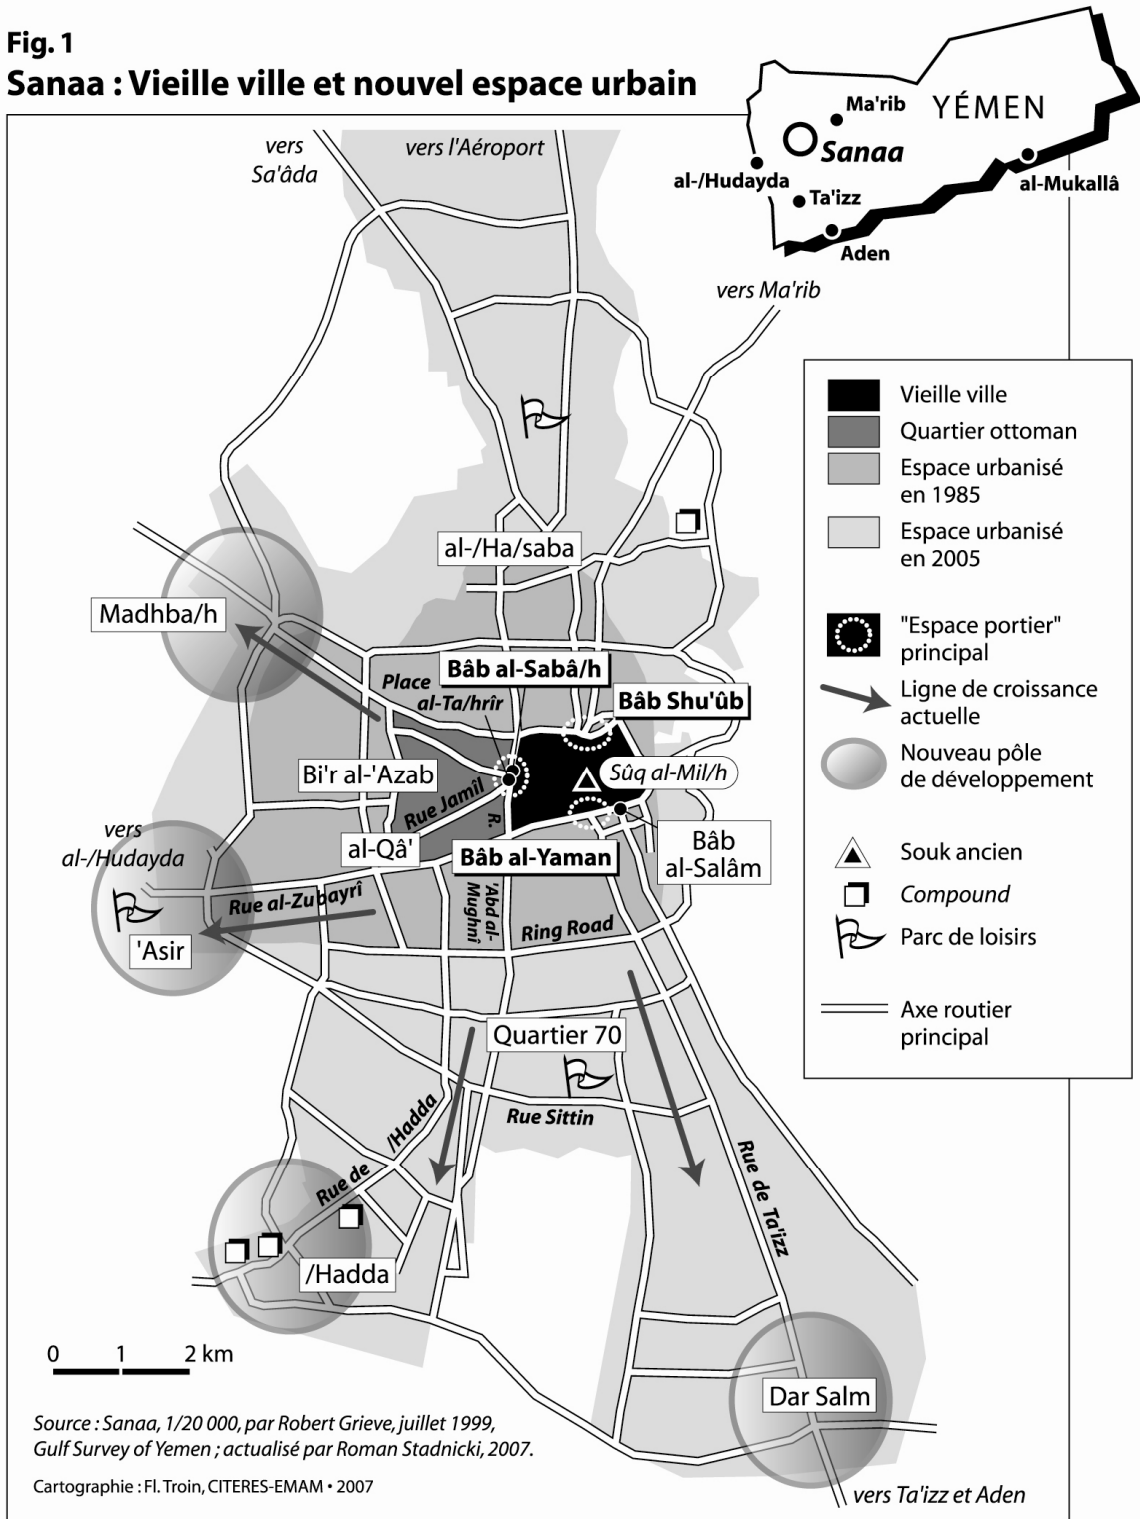 Fig. 1
Sanaa : Vieille ville et nouvel espace urbain
YÉMEN
Ma'rib
Sanaa
al-/Hudayda
Ta'izz
al-Mukallâ
Aden
vers
Sa'âda
vers l'Aéroport
vers Ma'rib
Vieille ville
Quartier ottoman
Espace urbanisé
en 1985
Espace urbanisé
en 2005
"Espace portier"
principal
Ligne de croissance
actuelle
Nouveau pôle
de développement
Souk ancien
Compound
Parc de loisirs
Axe routier
principal
al-/Ha/saba
Madhba/h
Bâb al-Sabâ/h
Place
al-Ta/hrîr
Bâb Shu'ûb
Bi'r al-'Azab
Sûq al-Mil/h
Rue Jamîl
R.
'Abd al-
Mughnî
vers
al-/Hudayda
al-Qâ'
Bâb al-Yaman
Bâb
al-Salâm
Rue al-Zubayrî
Ring Road
'Asir
Quartier 70
Rue Sittin
Rue de /Hadda
Rue de Ta'izz
/Hadda
Dar Salm
0 1 2 km
Source : Sanaa, 1/20 000, par Robert Grieve, juillet 1999,
Gulf Survey of Yemen ; actualisé par Roman Stadnicki, 2007.
Cartographie : Fl. Troin, CITERES-EMAM • 2007
vers Ta'izz et Aden